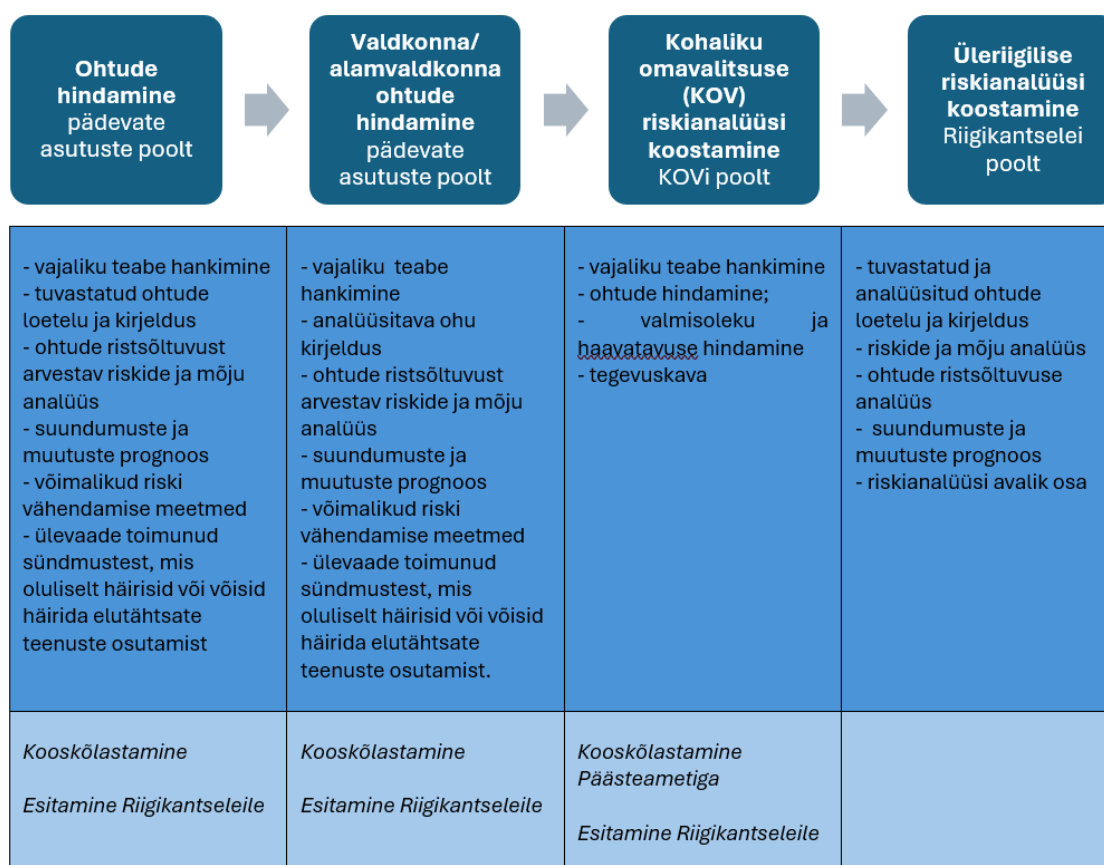 Ohtude
hindamine
pädevate
asutuste poolt
Valdkonna/
alamvaldkonna
ohtude
hindamine
pädevate
asutuste poolt
Kohaliku
omavalitsuse
(KOV)
riskianalüüsi
koostamine
KOVi poolt
Üleriigilise
riskianalüüsi
koostamine
Riigikantselei
poolt
- vajaliku teabe hankimine
- tuvastatud ohtude
loetelu ja kirjeldus
- ohtude ristsõltuvust
arvestav riskide ja mõju
analüüs
- suundumuste ja
muutuste prognoos
- võimalikud riski
vähendamise meetmed
- ülevaade toimunud
sündmustest, mis
oluliselt häirisid või võisid
häirida elutähtsate
teenuste osutamist
- vajaliku teabe
hankimine
- analüüsitava ohu
kirjeldus
- ohtude ristsõltuvust
arvestav riskide ja mõju
analüüs
- suundumuste ja
muutuste prognoos
- võimalikud riski
vähendamise meetmed
- ülevaade toimunud
sündmustest, mis
oluliselt häirisid või võisid
häirida elutähtsate
teenuste osutamist.
- vajaliku teabe hankimine
- ohtude hindamine;
- valmisoleku ja
haavatavuse hindamine
- tegevuskava
- tuvastatud ja
analüüsitud ohtude
loetelu ja kirjeldus
- riskide ja mõju analüüs
- ohtude ristsõltuvuse
analüüs
- suundumuste ja
muutuste prognoos
- riskianalüüsi avalik osa
Kooskõlastamine
Esitamine Riigikantseleile
Kooskõlastamine
Esitamine Riigikantseleile
Kooskõlastamine
Päästeametiga
Esitamine Riigikantseleile